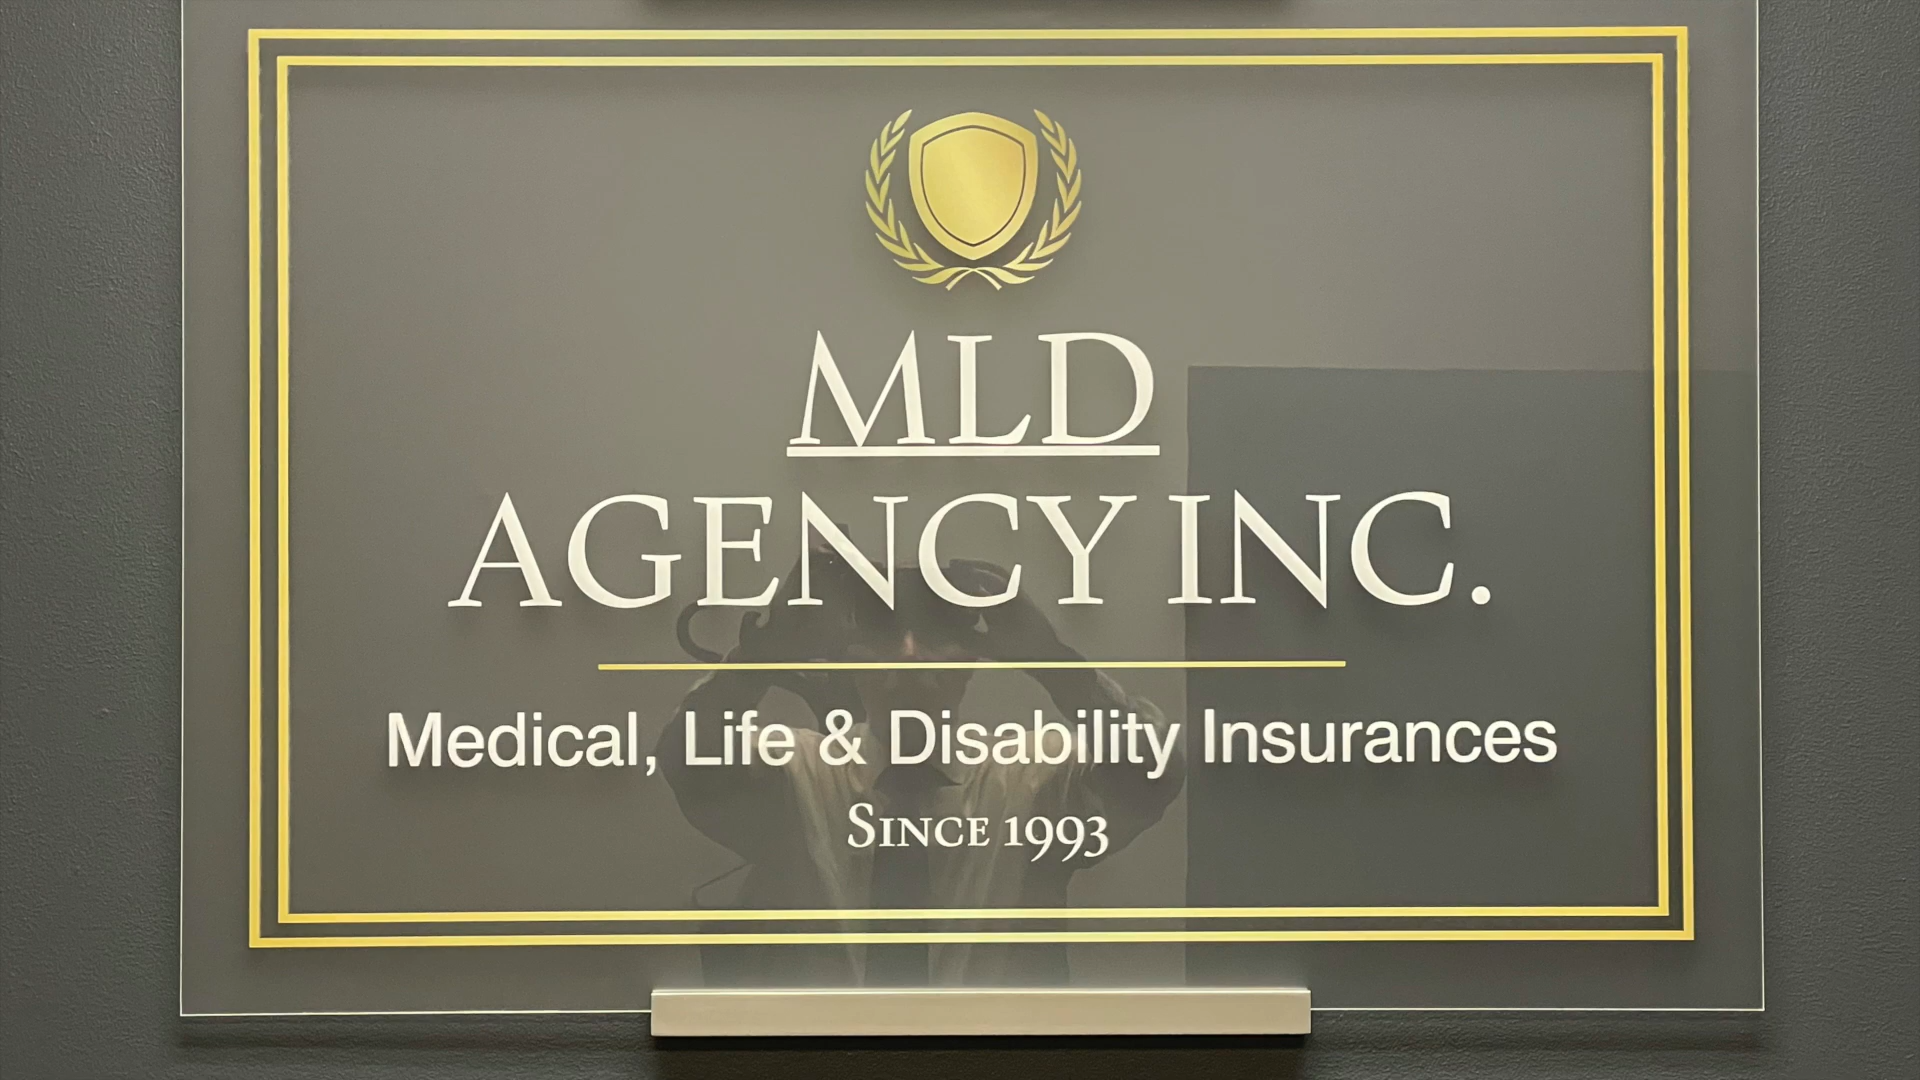 MLD
AGENCY INC.
Medical, Life & Disability Insurances
SINCE 1993